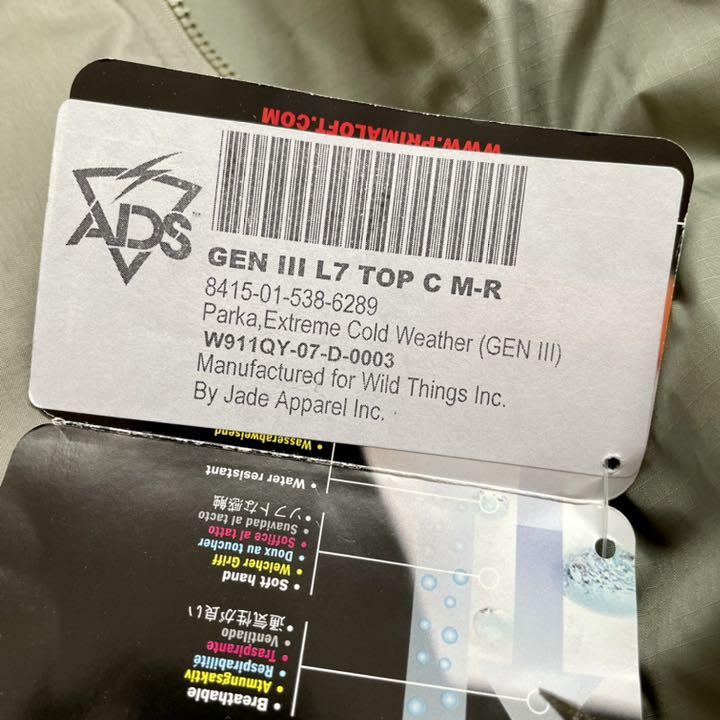 WWW.PRIMALOFT.COM
ADS™
GEN III L7 TOP C M-R
8415-01-538-6289
Parka,Extreme Cold Weather (GEN III)
W911QY-07-D-0003
Manufactured for Wild Things Inc.
By Jade Apparel Inc.
• Breathable
• Atmungsaktiv
• Respirabilité
• Traspirante
• Ventilado
• 通気性が良い
• Soft hand
• Weicher Griff
• Doux au toucher
• Soffice al tatto
• Suavidad al tacto
• ソフトな感触
• Water resistant
• Wasserabweisend